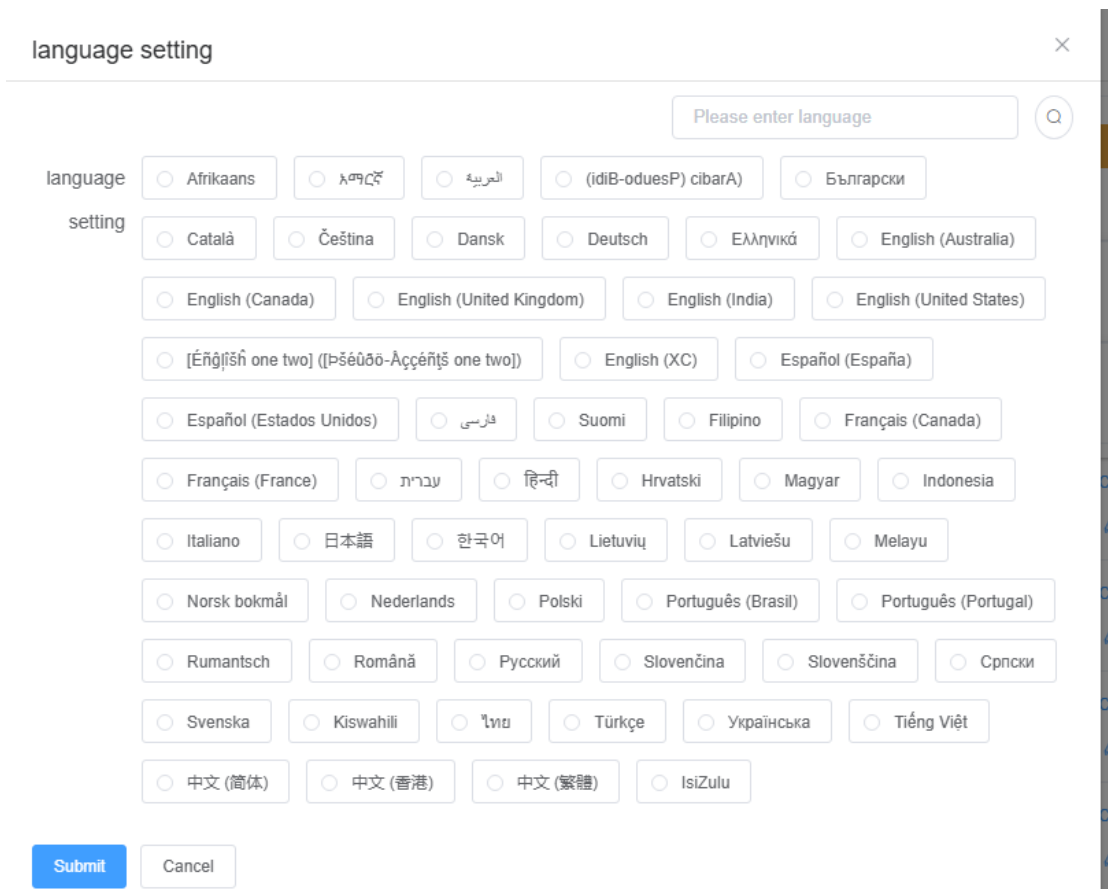 language setting
Please enter language
language setting
Afrikaans አማርኛ العربية (idiB-oduesP) cibarA) Български
Català Čeština Dansk Deutsch Ελληνικά English (Australia)
English (Canada) English (United Kingdom) English (India) English (United States)
[Éñĝļîšĥ one two] ([Þšéûðö-Åççéñţš one two]) English (XC) Español (España)
Español (Estados Unidos) فارسی Suomi Filipino Français (Canada)
Français (France) עברית हिन्दी Hrvatski Magyar Indonesia
Italiano 日本語 한국어 Lietuvių Latviešu Melayu
Norsk bokmål Nederlands Polski Português (Brasil) Português (Portugal)
Rumantsch Română Русский Slovenčina Slovenščina Српски
Svenska Kiswahili ไทย Türkçe Українська Tiếng Việt
中文 (简体) 中文 (香港) 中文 (繁體) IsiZulu
Submit Cancel